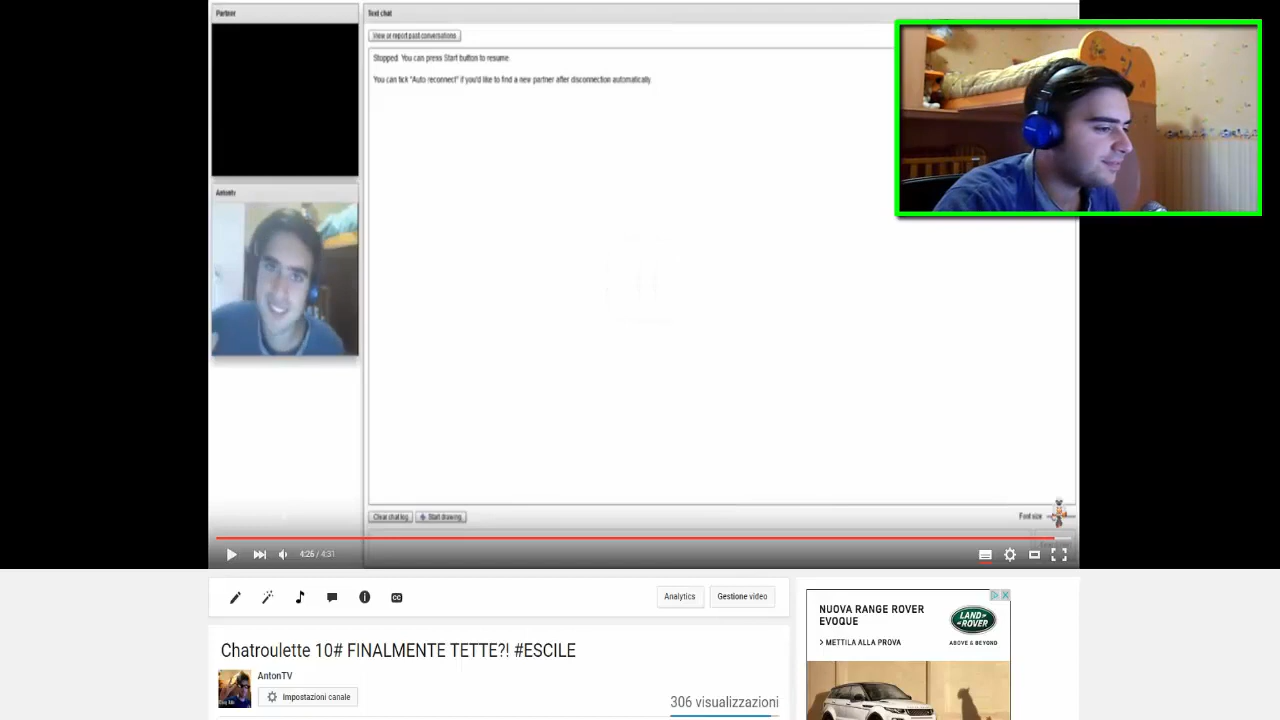 Partner
Text chat
View or report past conversations
Stopped. You can press Start button to resume.
You can tick "Auto reconnect" if you'd like to find a new partner after disconnection automatically.
Antontv
Clear chat log
Start drawing
Font size
4:26 / 4:31
Analytics
Gestione video
Chatroulette 10# FINALMENTE TETTE?! #ESCILE
AntonTV
Impostazioni canale
306 visualizzazioni
NUOVA RANGE ROVER
EVOQUE
> METTILA ALLA PROVA
LAND ROVER
ABOVE & BEYOND